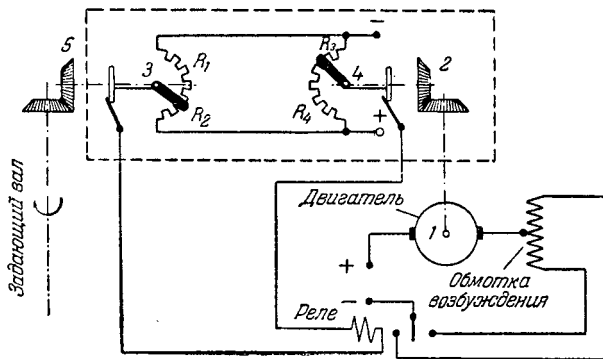 5
R₁
3
R₂
R₃
4
R₄
−
+
2
Задающий вал
Двигатель
1
+
−
Реле
Обмотка
возбуждения